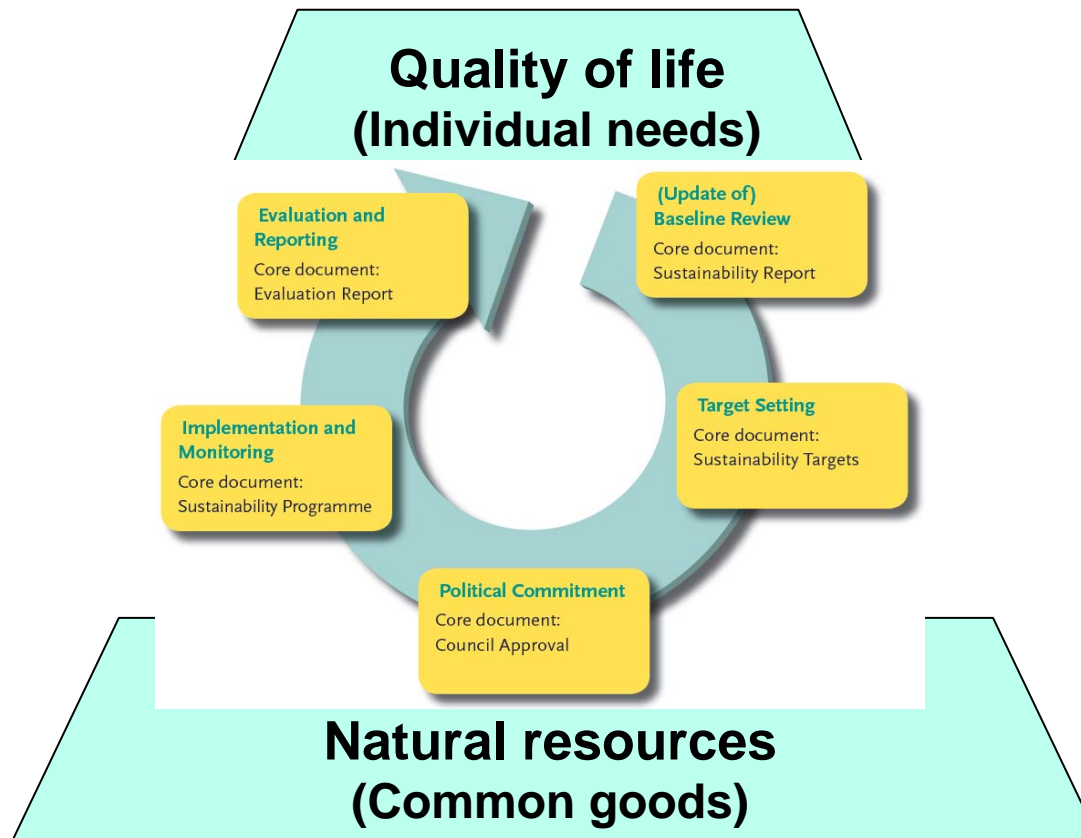 Quality of life
(Individual needs)
(Update of)
Baseline Review
Core document:
Sustainability Report
Target Setting
Core document:
Sustainability Targets
Political Commitment
Core document:
Council Approval
Implementation and
Monitoring
Core document:
Sustainability Programme
Evaluation and
Reporting
Core document:
Evaluation Report
Natural resources
(Common goods)